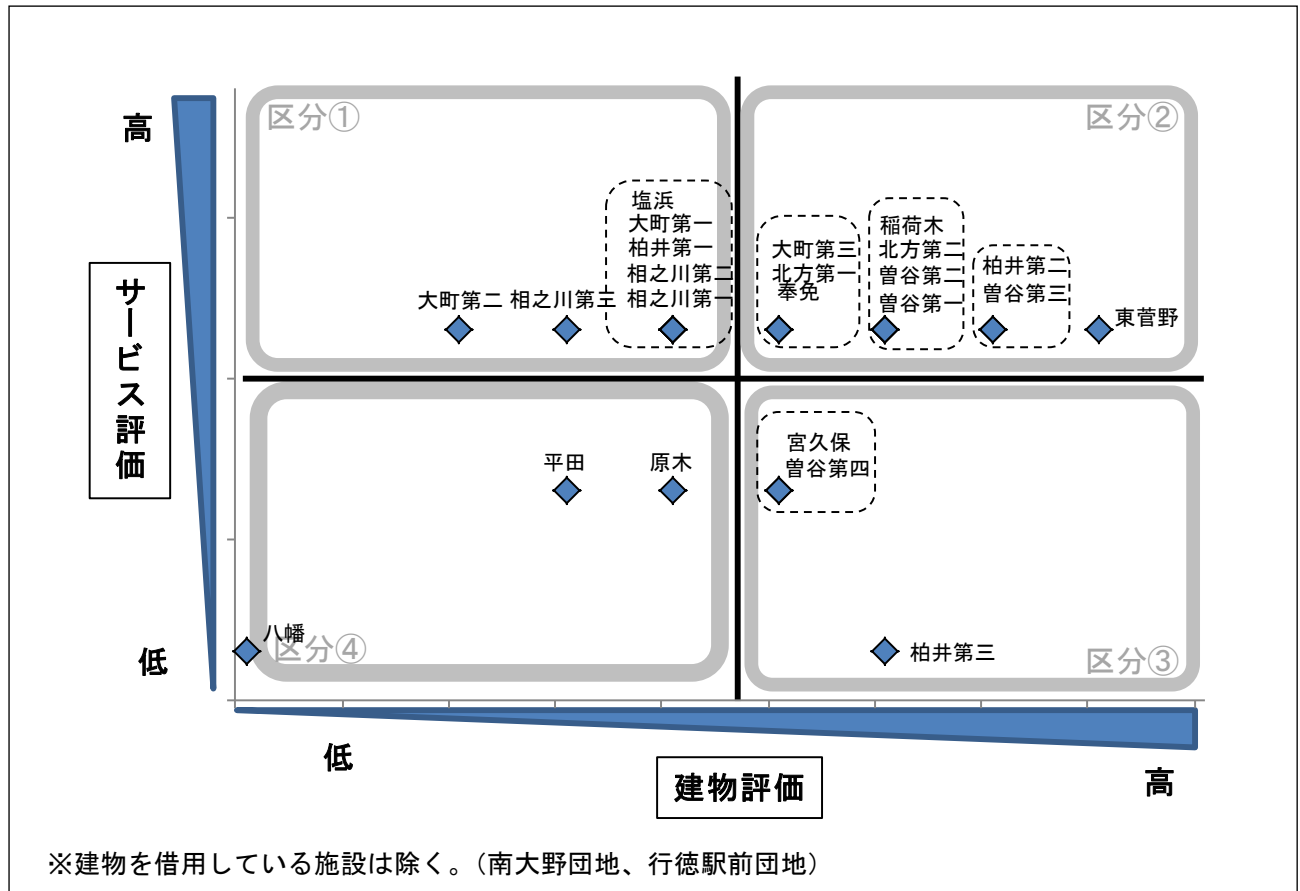 高
サービス評価
低
区分①
区分②
塩浜
大町第一
柏井第一
相之川第二
相之川第一
大町第二
相之川第三
大町第三
北方第一
奉免
稲荷木
北方第二
曽谷第二
曽谷第一
柏井第二
曽谷第三
東菅野
平田
原木
宮久保
曽谷第四
八幡
区分④
柏井第三
区分③
低
建物評価
高
※建物を借用している施設は除く。(南大野団地、行徳駅前団地)